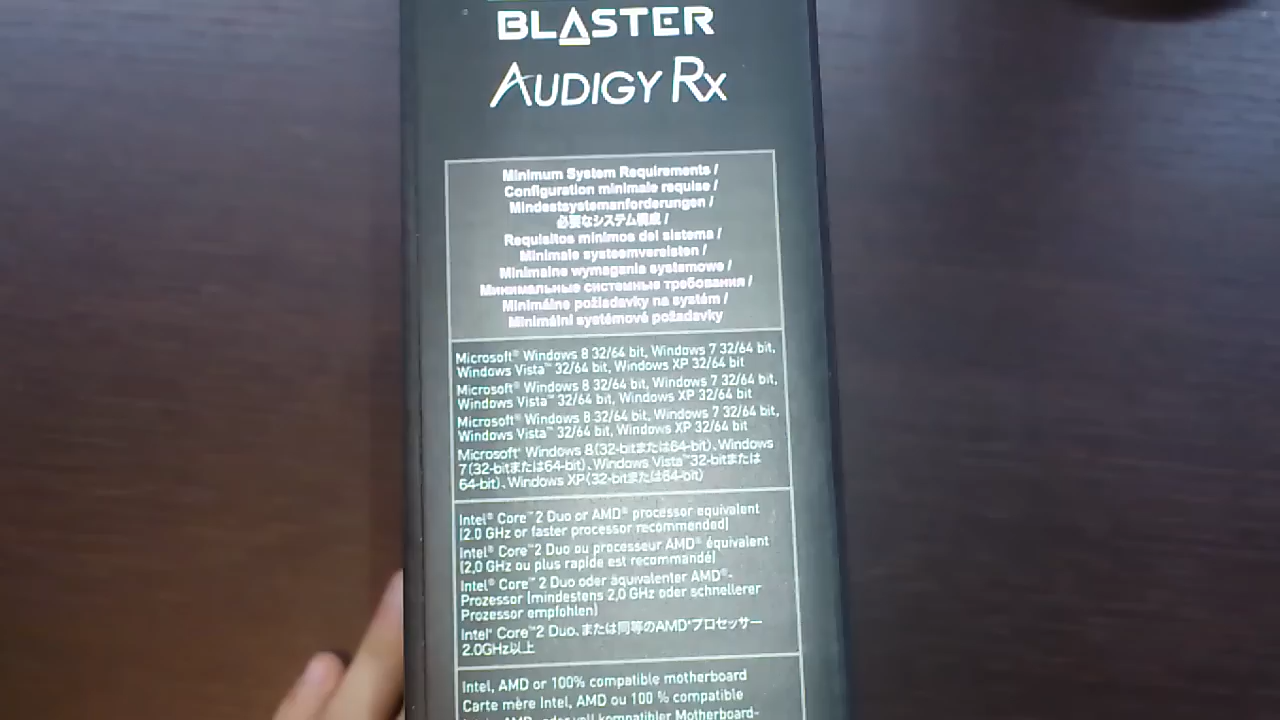 BLASTER
AUDIGY RX
Minimum System Requirements /
Configuration minimale requise /
Mindestsystemanforderungen /
必要なシステム構成 /
Requisitos mínimos del sistema /
Minimale systeemvereisten /
Minimalne wymagania systemowe /
Минимальные системные требования /
Minimálne požiadavky na systém /
Minimální systémové požadavky
Microsoft® Windows 8 32/64 bit, Windows 7 32/64 bit,
Windows Vista™ 32/64 bit, Windows XP 32/64 bit
Microsoft® Windows 8 32/64 bit, Windows 7 32/64 bit,
Windows Vista™ 32/64 bit, Windows XP 32/64 bit
Microsoft® Windows 8 32/64 bit, Windows 7 32/64 bit,
Windows Vista™ 32/64 bit, Windows XP 32/64 bit
Microsoft® Windows 8(32-bitまたは64-bit)、Windows
7(32-bitまたは64-bit)、Windows Vista™32-bitまたは
64-bit)、Windows XP(32-bitまたは64-bit)
Intel® Core™2 Duo or AMD® processor equivalent
(2.0 GHz or faster processor recommended)
Intel® Core™2 Duo ou processeur AMD® équivalent
(2,0 GHz ou plus rapide est recommandé)
Intel® Core™ 2 Duo oder äquivalenter AMD®-
Prozessor (mindestens 2,0 GHz oder schnellerer
Prozessor empfohlen)
Intel® Core™2 Duo、または同等のAMD®プロセッサー
2.0GHz以上
Intel, AMD or 100% compatible motherboard
Carte mère Intel, AMD ou 100 % compatible
AMD- oder voll kompatibler Motherboard-